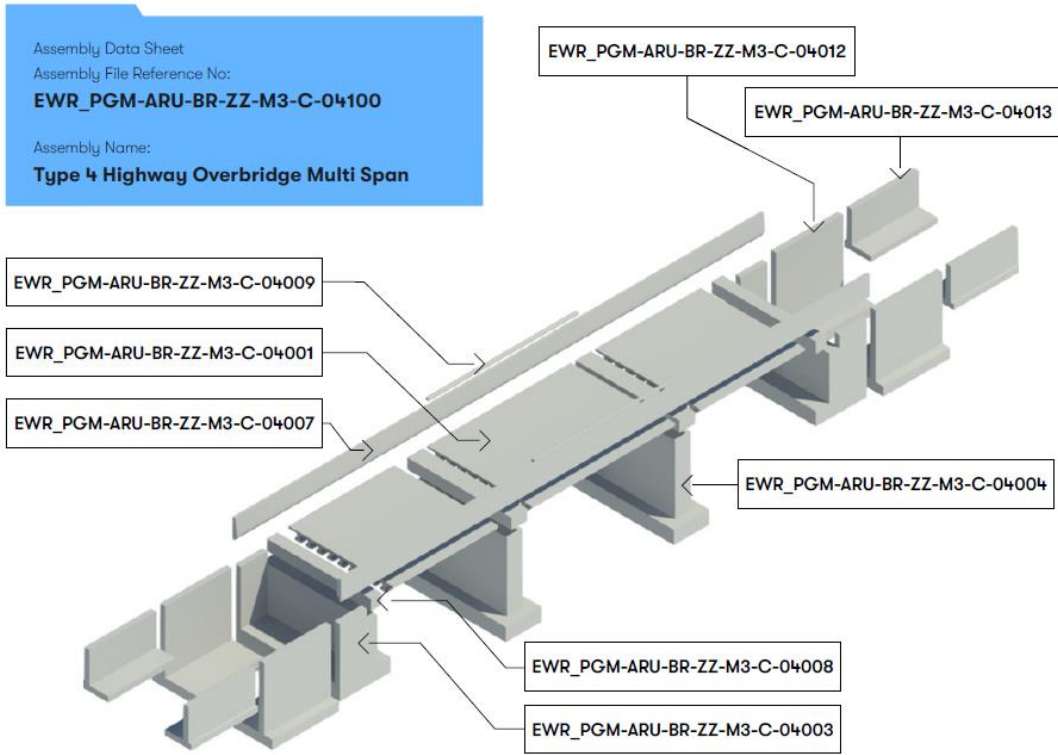 Assembly Data Sheet
Assembly File Reference No:
EWR_PGM-ARU-BR-ZZ-M3-C-04100
Assembly Name:
Type 4 Highway Overbridge Multi Span
EWR_PGM-ARU-BR-ZZ-M3-C-04012
EWR_PGM-ARU-BR-ZZ-M3-C-04013
EWR_PGM-ARU-BR-ZZ-M3-C-04009
EWR_PGM-ARU-BR-ZZ-M3-C-04001
EWR_PGM-ARU-BR-ZZ-M3-C-04007
EWR_PGM-ARU-BR-ZZ-M3-C-04004
EWR_PGM-ARU-BR-ZZ-M3-C-04008
EWR_PGM-ARU-BR-ZZ-M3-C-04003